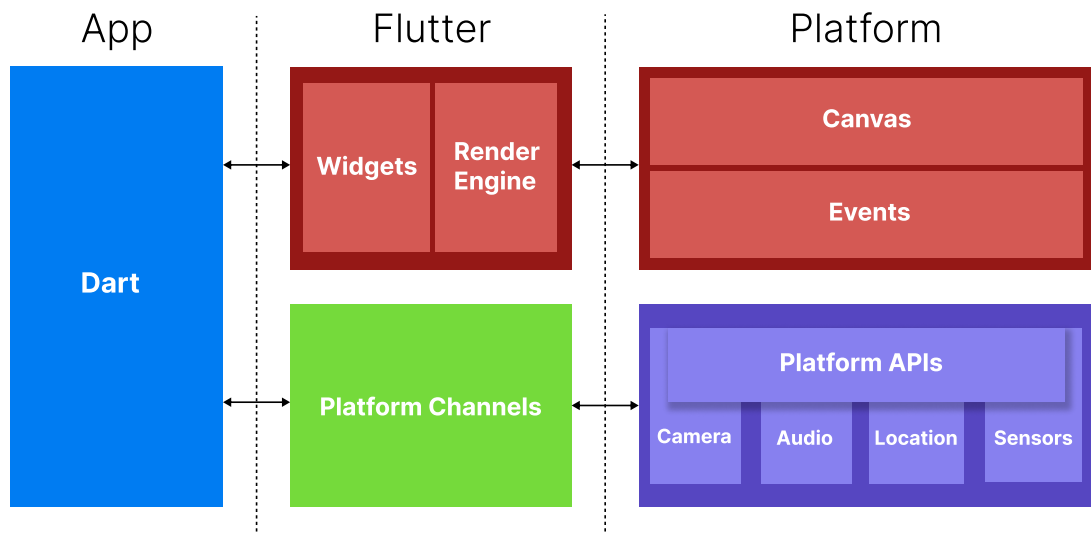 App
Flutter
Platform
Dart
Widgets
Render
Engine
Canvas
Events
Platform Channels
Platform APIs
Camera
Audio
Location
Sensors